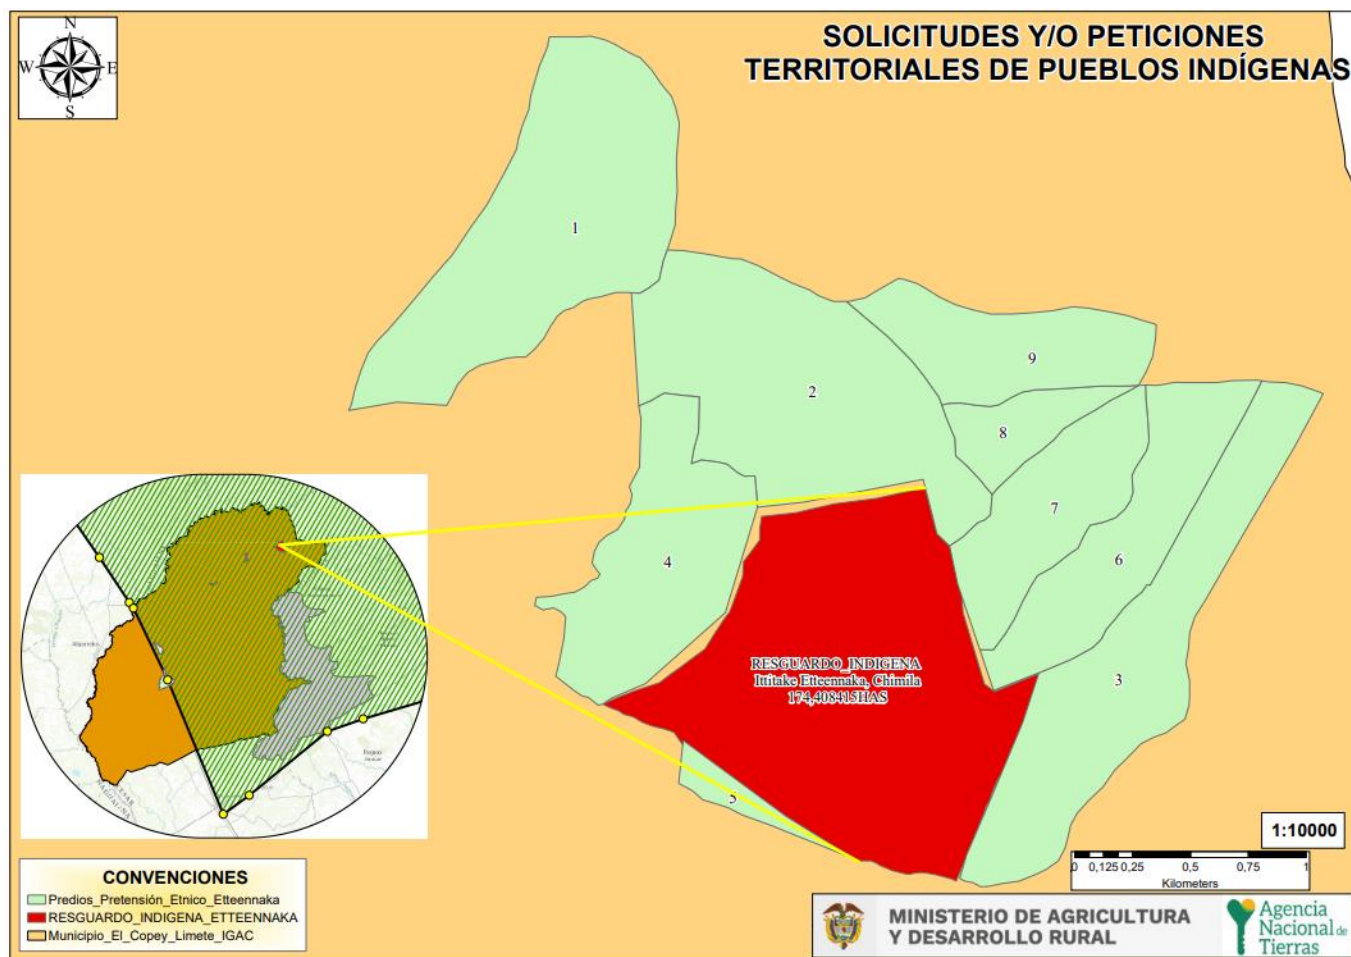 SOLICITUDES Y/O PETICIONES
TERRITORIALES DE PUEBLOS INDÍGENAS
N
W E
S
1
2
9
8
7
4
6
3
5
RESGUARDO_INDIGENA
Ittitake Etteennaka, Chimila
174,408415HAS
CESAR
1:10000
0 0,125 0,25 0,5 0,75 1
Kilometers
CONVENCIONES
Predios_Pretensión_Etnico_Etteennaka
RESGUARDO_INDIGENA_ETTEENNAKA
Municipio_El_Copey_Limete_IGAC
MINISTERIO DE AGRICULTURA
Y DESARROLLO RURAL
Agencia
Nacional de
Tierras